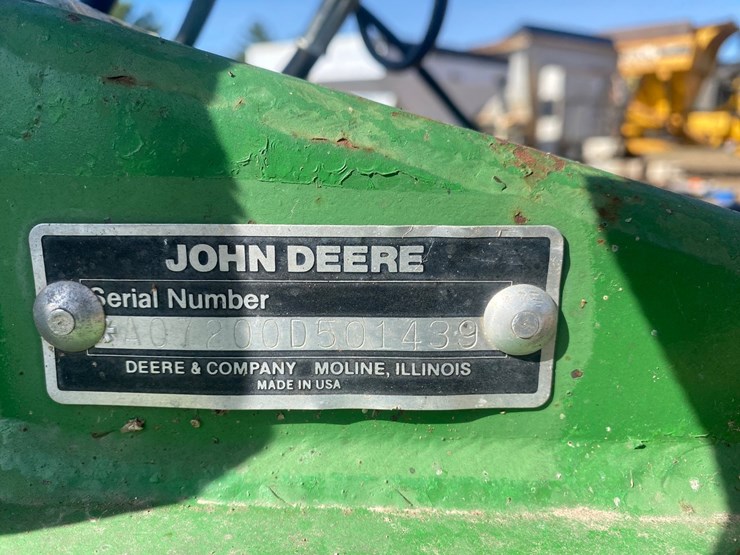 JOHN DEERE
Serial Number
*A07200D501439
DEERE & COMPANY MOLINE, ILLINOIS
MADE IN USA